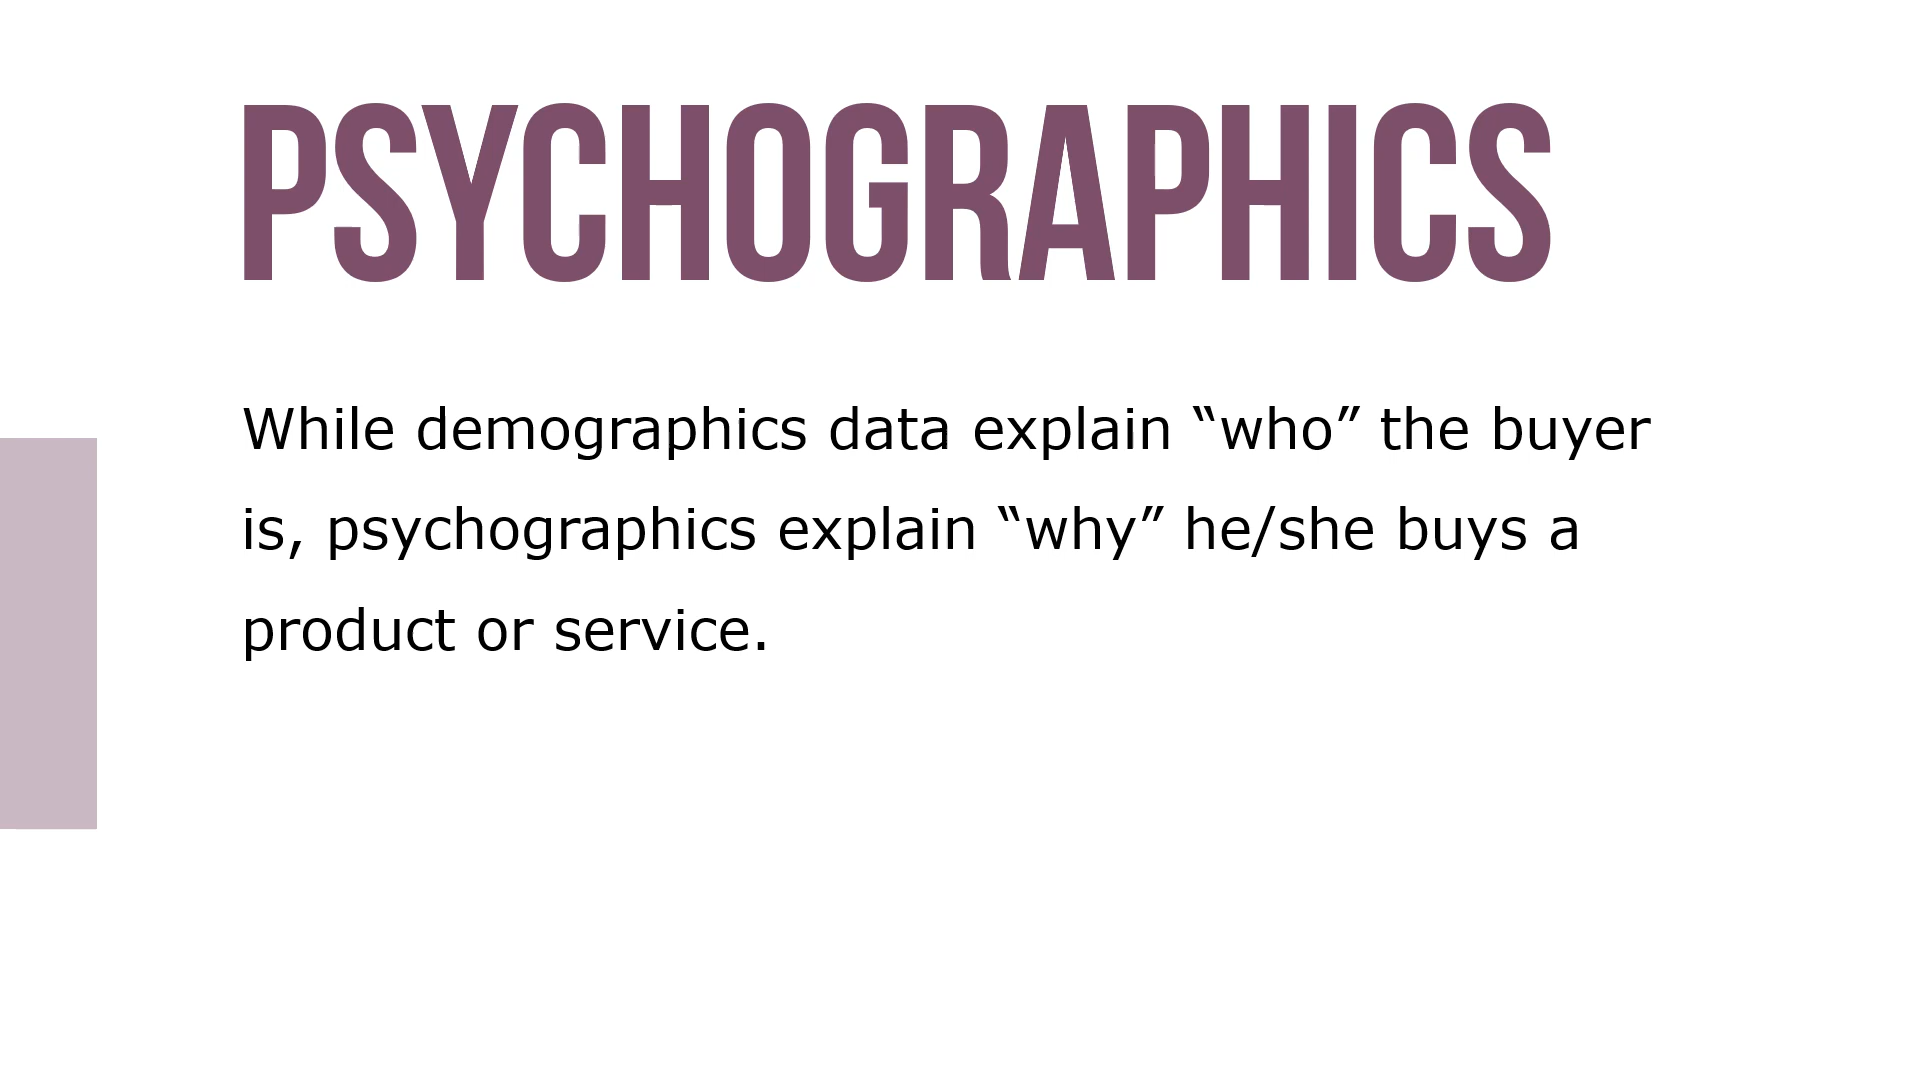 PSYCHOGRAPHICS
While demographics data explain “who” the buyer
is, psychographics explain “why” he/she buys a
product or service.